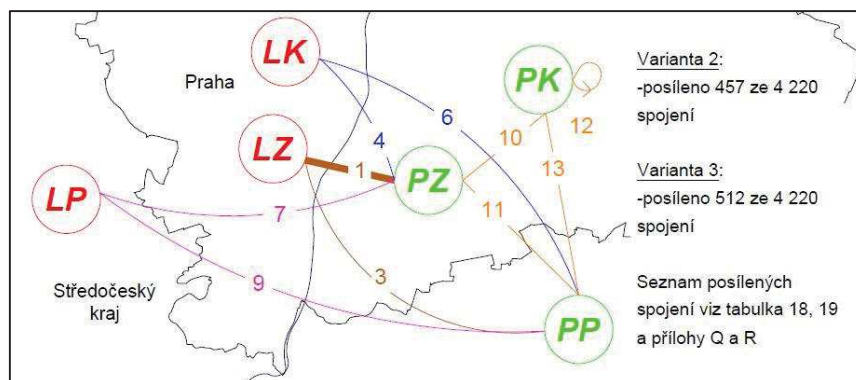 LK
Praha
PK
Varianta 2:
-posíleno 457 ze 4 220
spojení
6
12
LZ
4
10
1
PZ
13
Varianta 3:
-posíleno 512 ze 4 220
spojení
LP
7
11
Středočeský
kraj
9
3
PP
Seznam posílených
spojení viz tabulka 18, 19
a přílohy Q a R